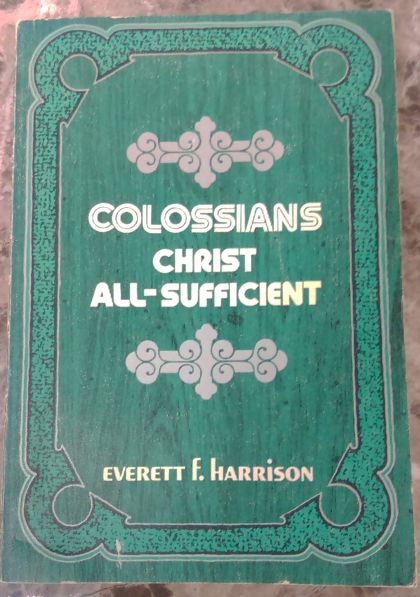 COLOSSIANS
CHRIST
ALL-SUFFICIENT
EVERETT F. HARRISON